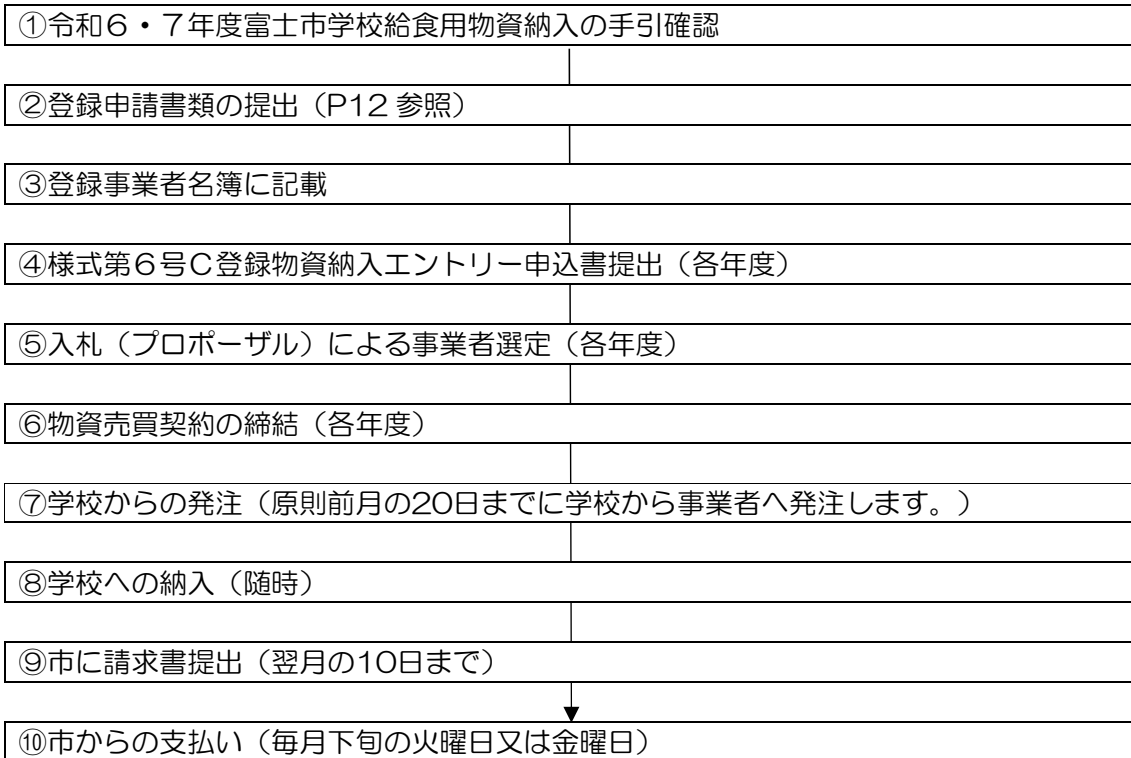 ①令和６・７年度富士市学校給食用物資納入の手引確認
②登録申請書類の提出（P12 参照）
③登録事業者名簿に記載
④様式第６号Ｃ登録物資納入エントリー申込書提出（各年度）
⑤入札（プロポーザル）による事業者選定（各年度）
⑥物資売買契約の締結（各年度）
⑦学校からの発注（原則前月の20日までに学校から事業者へ発注します。）
⑧学校への納入（随時）
⑨市に請求書提出（翌月の10日まで）
⑩市からの支払い（毎月下旬の火曜日又は金曜日）